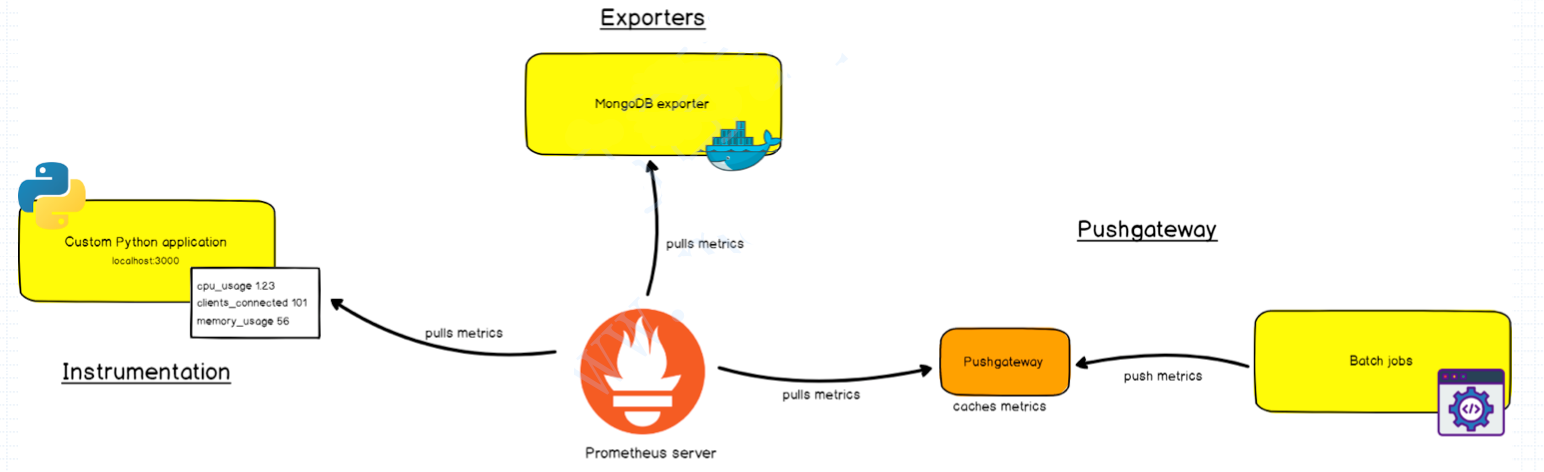 Exporters
MongoDB exporter
pulls metrics
Custom Python application
localhost:3000
cpu_usage 1.23
clients_connected 101
memory_usage 56
Instrumentation
pulls metrics
Prometheus server
pulls metrics
Pushgateway
Pushgateway
caches metrics
push metrics
Batch jobs
</>